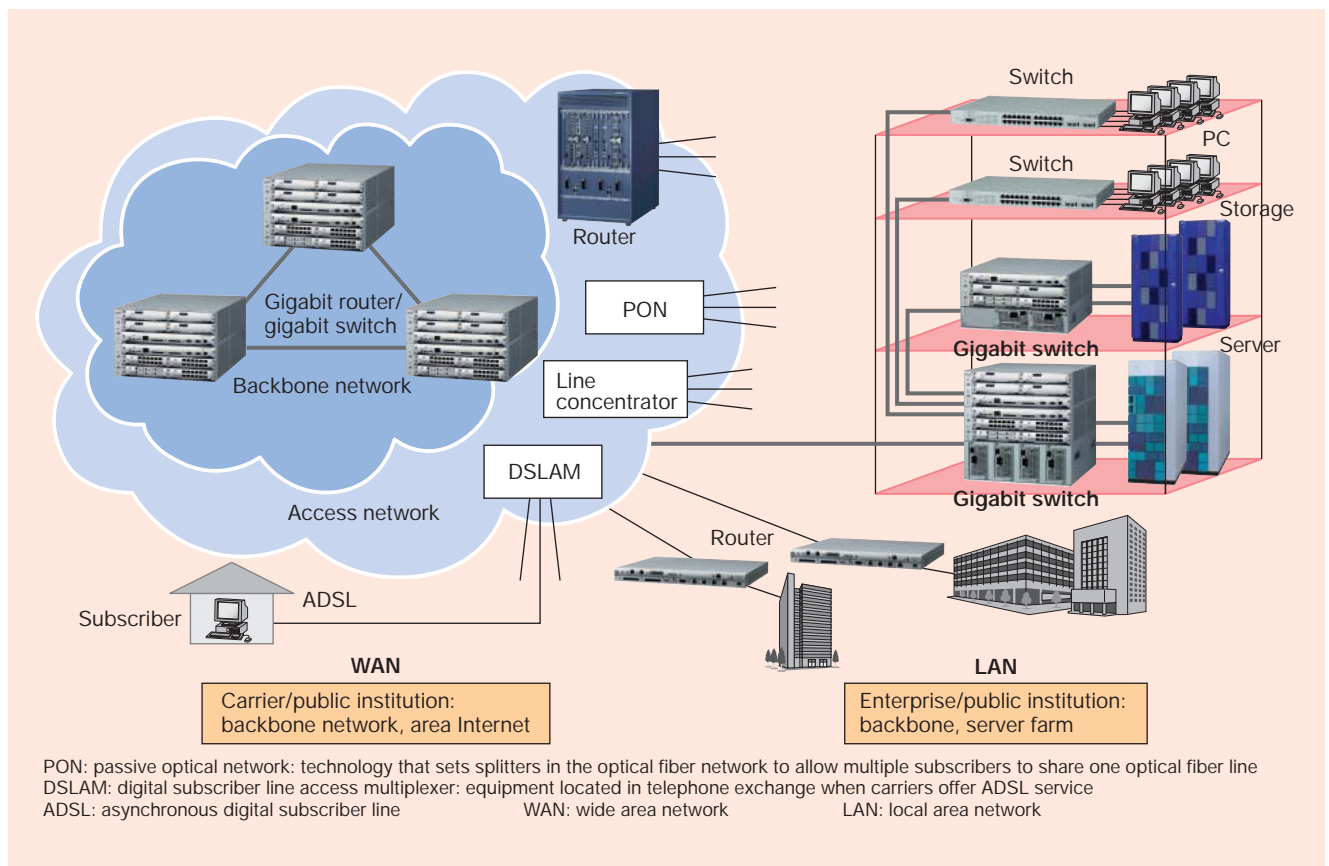 Switch
PC
Switch
Storage
Router
Gigabit router/
gigabit switch
PON
Gigabit switch
Server
Backbone network
Line
concentrator
DSLAM
Gigabit switch
Access network
Router
ADSL
Subscriber
WAN
LAN
Carrier/public institution:
backbone network, area Internet
Enterprise/public institution:
backbone, server farm
PON: passive optical network: technology that sets splitters in the optical fiber network to allow multiple subscribers to share one optical fiber line
DSLAM: digital subscriber line access multiplexer: equipment located in telephone exchange when carriers offer ADSL service
ADSL: asynchronous digital subscriber line WAN: wide area network LAN: local area network